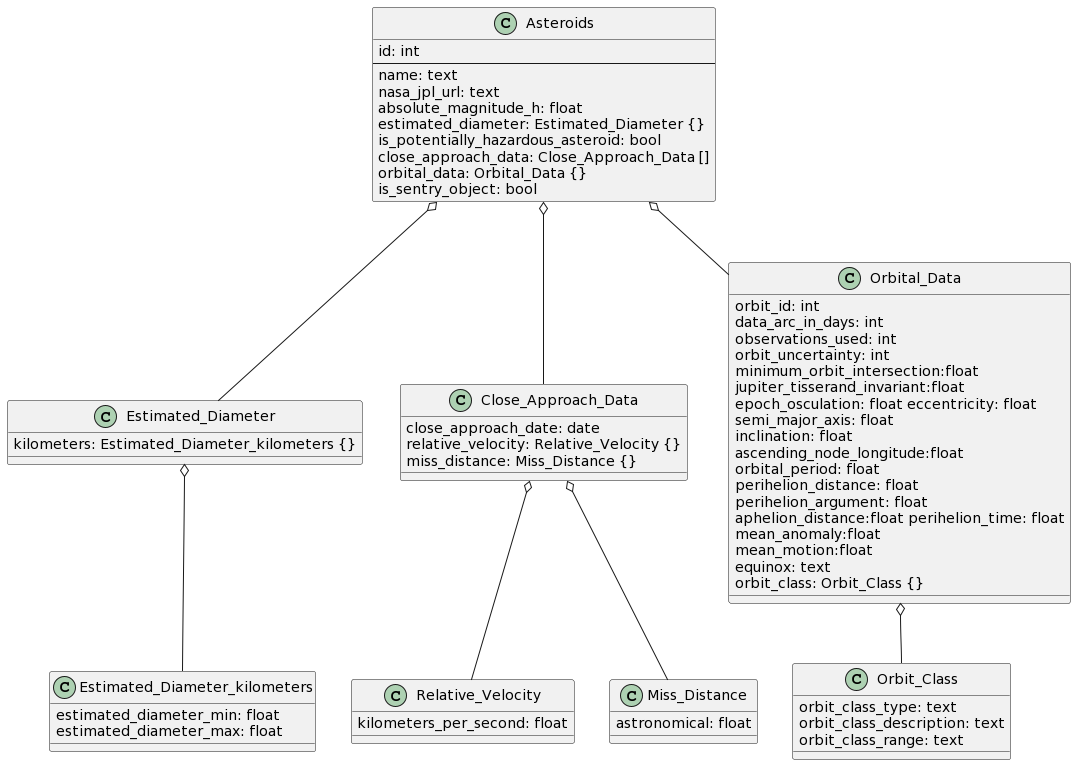 C Asteroids
id: int
name: text
nasa_jpl_url: text
absolute_magnitude_h: float
estimated_diameter: Estimated_Diameter {}
is_potentially_hazardous_asteroid: bool
close_approach_data: Close_Approach_Data []
orbital_data: Orbital_Data {}
is_sentry_object: bool
C Orbital_Data
orbit_id: int
data_arc_in_days: int
observations_used: int
orbit_uncertainty: int
minimum_orbit_intersection:float
jupiter_tisserand_invariant:float
epoch_osculation: float eccentricity: float
semi_major_axis: float
inclination: float
ascending_node_longitude:float
orbital_period: float
perihelion_distance: float
perihelion_argument: float
aphelion_distance:float perihelion_time: float
mean_anomaly:float
mean_motion:float
equinox: text
orbit_class: Orbit_Class {}
C Estimated_Diameter
kilometers: Estimated_Diameter_kilometers {}
C Close_Approach_Data
close_approach_date: date
relative_velocity: Relative_Velocity {}
miss_distance: Miss_Distance {}
C Estimated_Diameter_kilometers
estimated_diameter_min: float
estimated_diameter_max: float
C Relative_Velocity
kilometers_per_second: float
C Miss_Distance
astronomical: float
C Orbit_Class
orbit_class_type: text
orbit_class_description: text
orbit_class_range: text